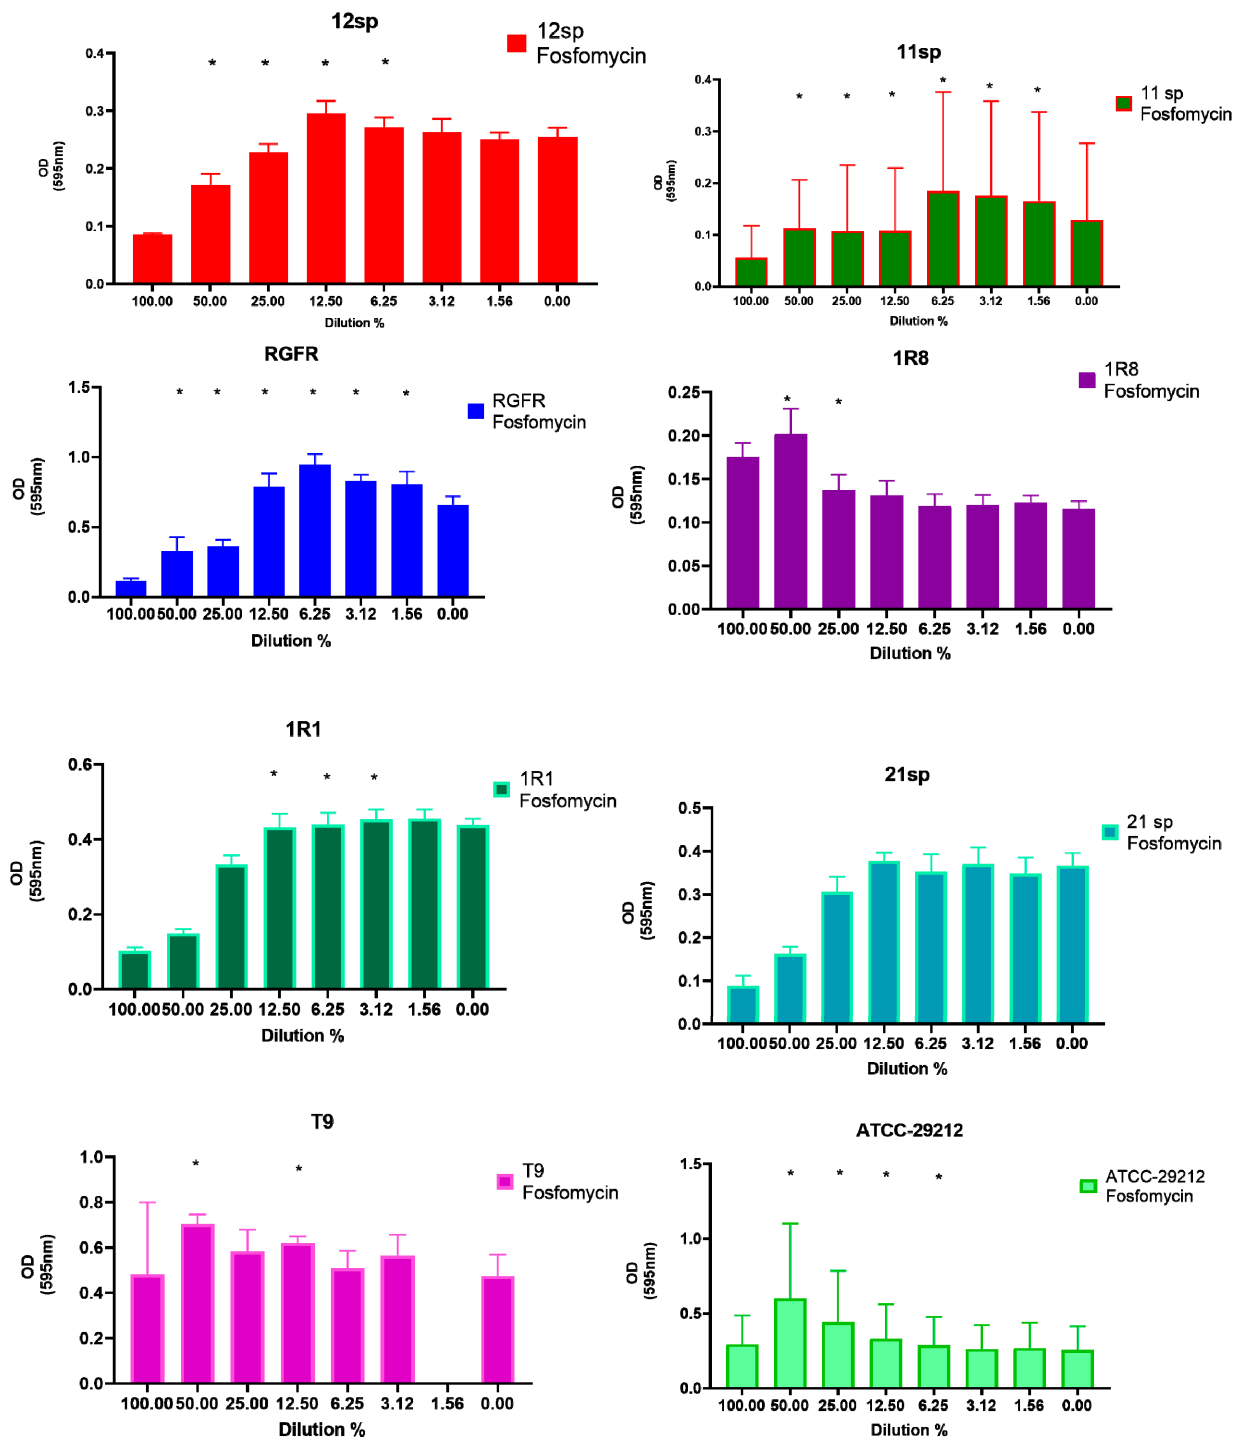 12sp
12sp
Fosfomycin
* * * *
0.4
0.3
0.2
0.1
0.0
OD
(595nm)
100.00 50.00 25.00 12.50 6.25 3.12 1.56 0.00
Dilution %
11sp
11 sp
Fosfomycin
* * * * * *
0.4
0.3
0.2
0.1
0.0
OD
(595nm)
100.00 50.00 25.00 12.50 6.25 3.12 1.56 0.00
Dilution %
RGFR
RGFR
Fosfomycin
* * * * * *
1.5
1.0
0.5
0.0
OD
(595nm)
100.00 50.00 25.00 12.50 6.25 3.12 1.56 0.00
Dilution %
1R8
1R8
Fosfomycin
* *
0.25
0.20
0.15
0.10
0.05
0.00
OD
(595nm)
100.00 50.00 25.00 12.50 6.25 3.12 1.56 0.00
Dilution %
1R1
1R1
Fosfomycin
* * *
0.6
0.4
0.2
0.0
OD
(595nm)
100.00 50.00 25.00 12.50 6.25 3.12 1.56 0.00
Dilution %
21sp
21 sp
Fosfomycin
0.5
0.4
0.3
0.2
0.1
0.0
OD
(595nm)
100.00 50.00 25.00 12.50 6.25 3.12 1.56 0.00
Dilution %
T9
T9
Fosfomycin
* *
1.0
0.8
0.6
0.4
0.2
0.0
OD
(595nm)
100.00 50.00 25.00 12.50 6.25 3.12 1.56 0.00
Dilution %
ATCC-29212
ATCC-29212
Fosfomycin
* * * *
1.5
1.0
0.5
0.0
OD
(595nm)
100.00 50.00 25.00 12.50 6.25 3.12 1.56 0.00
Dilution %